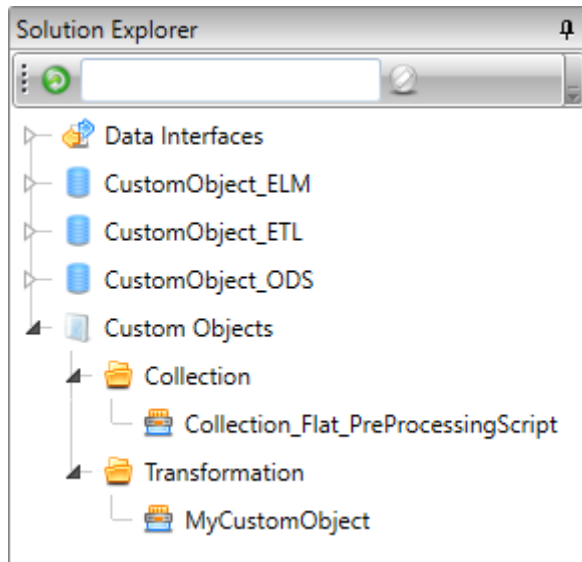 Solution Explorer
Data Interfaces
CustomObject_ELM
CustomObject_ETL
CustomObject_ODS
Custom Objects
Collection
Collection_Flat_PreProcessingScript
Transformation
MyCustomObject